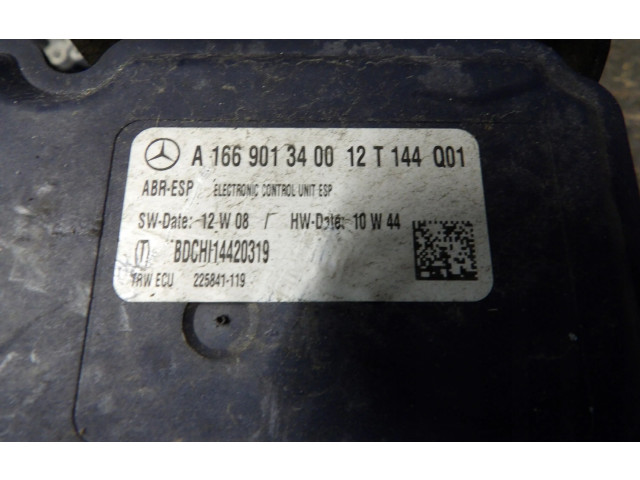 A 166 901 34 00 12 T 144 Q01
ABR-ESP ELECTRONIC CONTROL UNIT ESP
SW-Date: 12 W 08 / HW-Date: 10 W 44
T BDCHI14420319
TRW ECU 225841-119